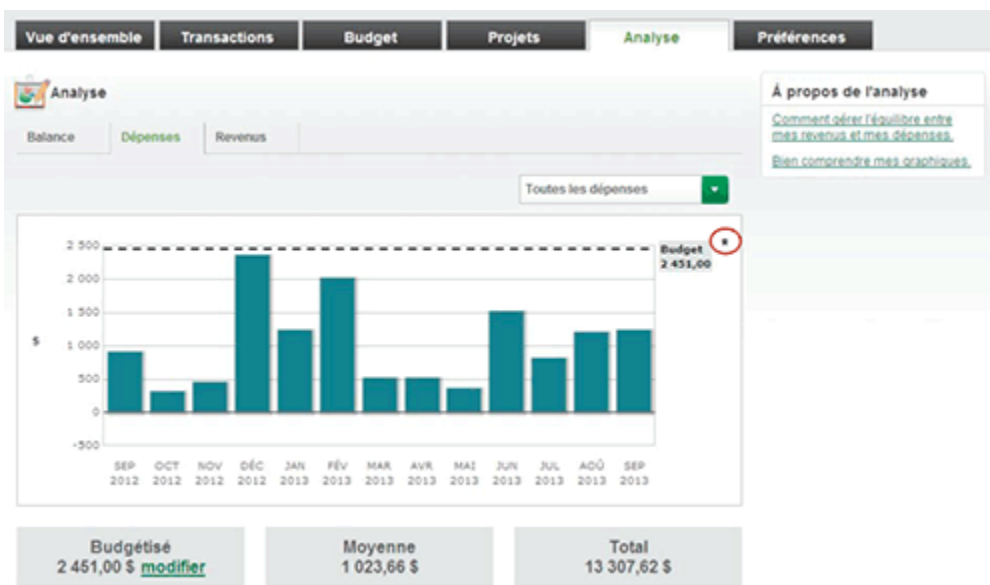 Vue d'ensemble Transactions Budget Projets Analyse Préférences
Analyse
Balance Dépenses Revenus
À propos de l'analyse
Comment gérer l'équilibre entre
mes revenus et mes dépenses.
Bien comprendre mes graphiques.
Toutes les dépenses
Budget
2 451,00
2 500
2 000
1 500
$
1 000
500
0
-500
SEP OCT NOV DÉC JAN FÉV MAR AVR MAI JUN JUL AOÛ SEP
2012 2012 2012 2012 2013 2013 2013 2013 2013 2013 2013 2013 2013
Budgétisé Moyenne Total
2 451,00 $ modifier 1 023,66 $ 13 307,62 $